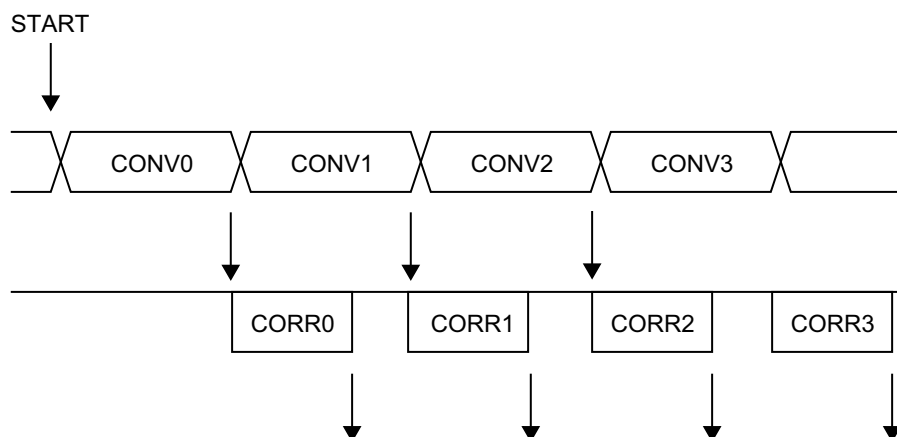 START
CONV0 CONV1 CONV2 CONV3
CORR0 CORR1 CORR2 CORR3